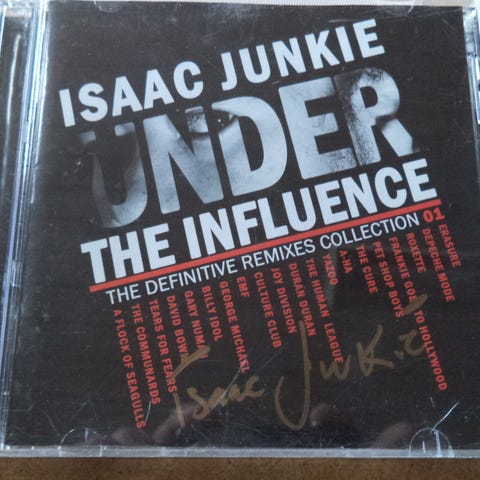 ISAAC JUNKIE
UNDER
THE INFLUENCE
THE DEFINITIVE REMIXES COLLECTION 01
ERASURE
DEPECHE MODE
ROXETTE
FRANKIE GOES TO HOLLYWOOD
PET SHOP BOYS
THE CURE
A-HA
YAZOO
THE HUMAN LEAGUE
DURAN DURAN
JOY DIVISION
CULTURE CLUB
EMF
GEORGE MICHAEL
BILLY IDOL
GARY NUMAN
DAVID BOWIE
TEARS FOR FEARS
THE COMMUNARDS
A FLOCK OF SEAGULLS
Isaac JunKie